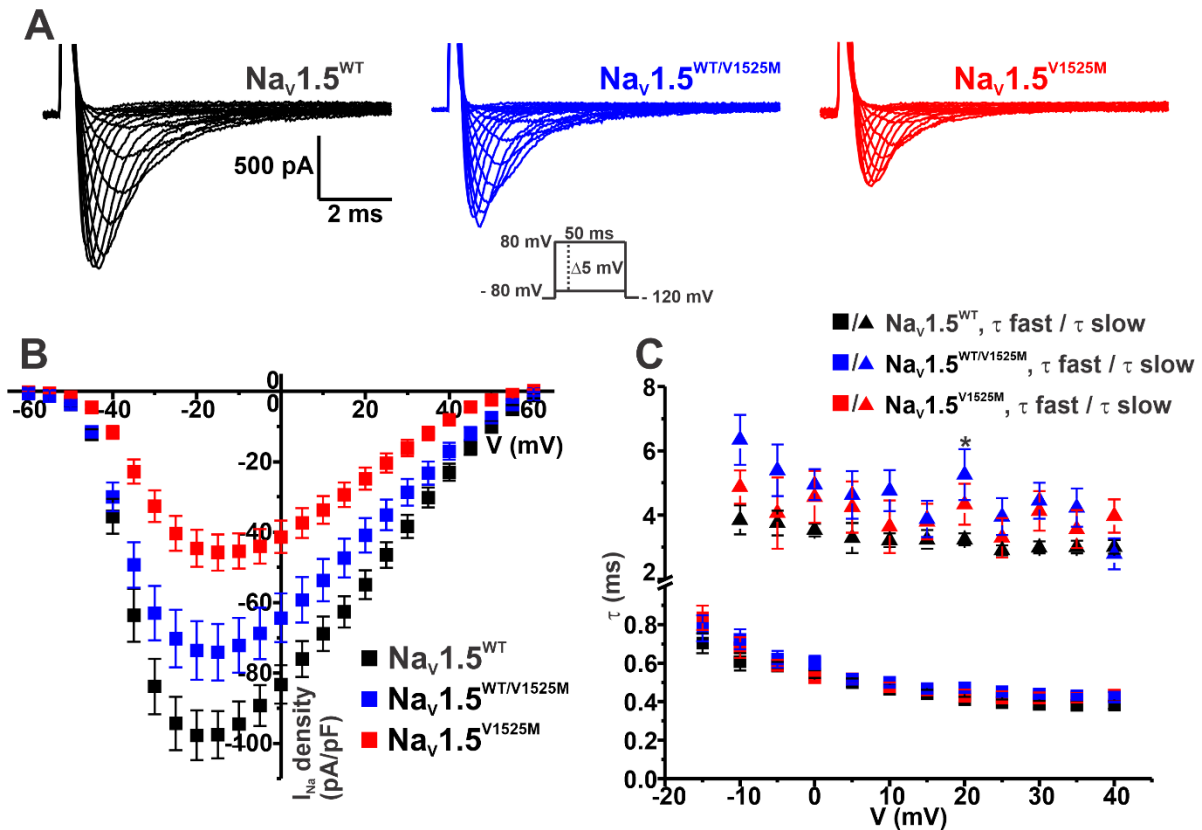 A
Nav1.5WT
Nav1.5WT/V1525M
Nav1.5V1525M
500 pA
2 ms
50 ms
80 mV
Δ5 mV
- 80 mV
- 120 mV
■/▲ Nav1.5WT, τ fast / τ slow
■/▲ Nav1.5WT/V1525M, τ fast / τ slow
■/▲ Nav1.5V1525M, τ fast / τ slow
B
0
-60 -40 -20 0 20 40 60
V (mV)
-20
-40
-60
-80
-100
INa density
(pA/pF)
Nav1.5WT
Nav1.5WT/V1525M
Nav1.5V1525M
C
*
8
6
4
2
0.8
0.6
0.4
0.2
0.0
τ (ms)
-20 -10 0 10 20 30 40
V (mV)